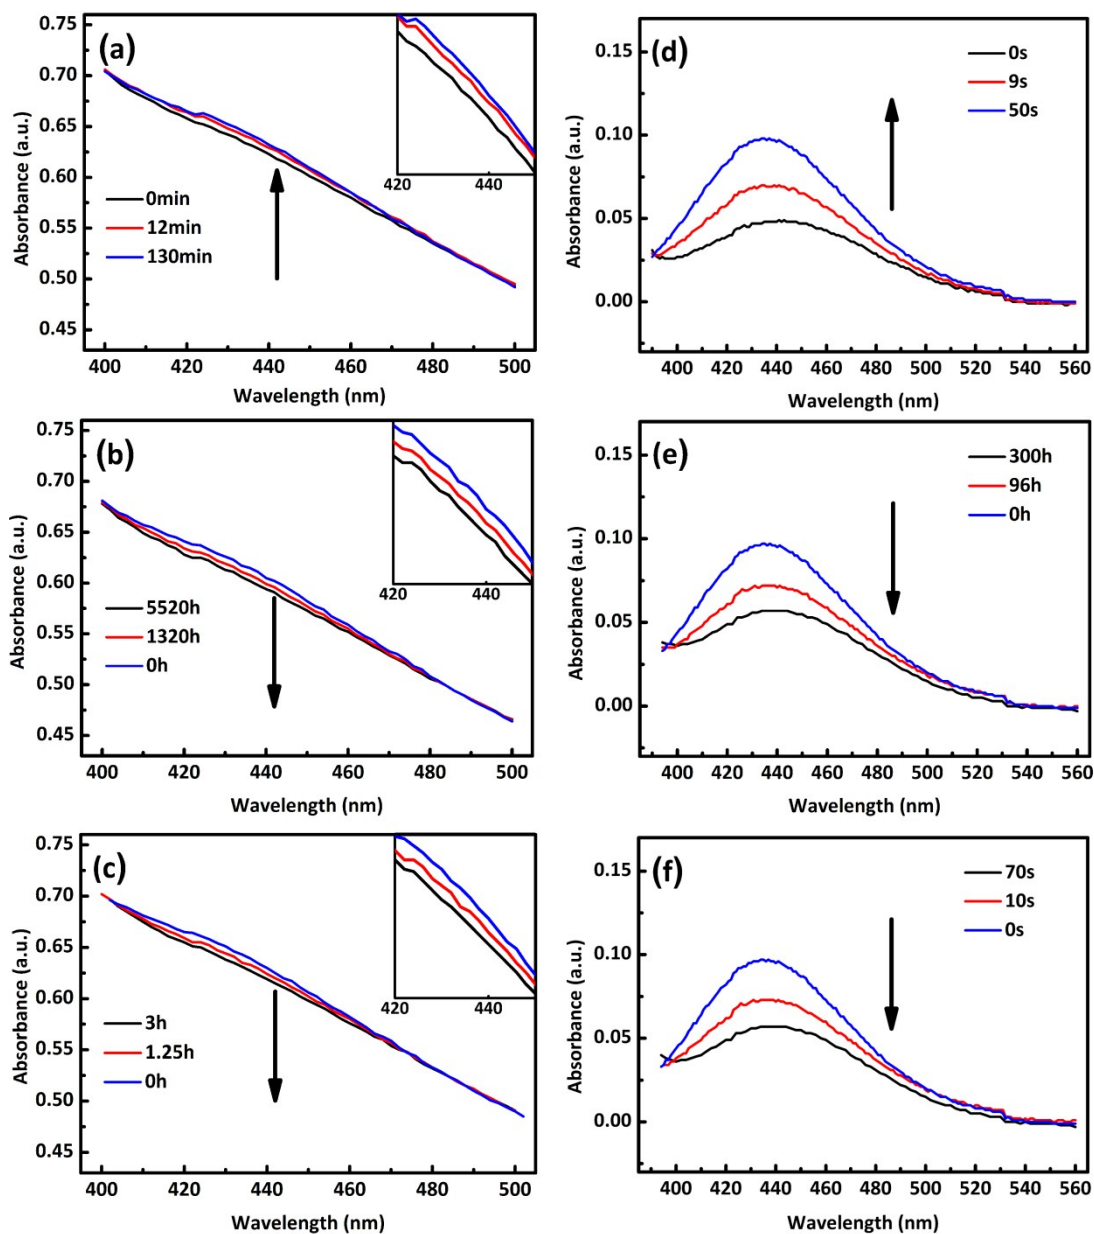 (a)
Absorbance (a.u.)
0.75
0.70
0.65
0.60
0.55
0.50
0.45
0min
12min
130min
420 440
400 420 440 460 480 500
Wavelength (nm)
(d)
Absorbance (a.u.)
0.15
0.10
0.05
0.00
0s
9s
50s
400 420 440 460 480 500 520 540 560
Wavelength (nm)
(b)
Absorbance (a.u.)
0.75
0.70
0.65
0.60
0.55
0.50
0.45
5520h
1320h
0h
420 440
400 420 440 460 480 500
Wavelength (nm)
(e)
Absorbance (a.u.)
0.15
0.10
0.05
0.00
300h
96h
0h
400 420 440 460 480 500 520 540 560
Wavelength (nm)
(c)
Absorbance (a.u.)
0.75
0.70
0.65
0.60
0.55
0.50
0.45
3h
1.25h
0h
420 440
400 420 440 460 480 500
Wavelength (nm)
(f)
Absorbance (a.u.)
0.15
0.10
0.05
0.00
70s
10s
0s
400 420 440 460 480 500 520 540 560
Wavelength (nm)